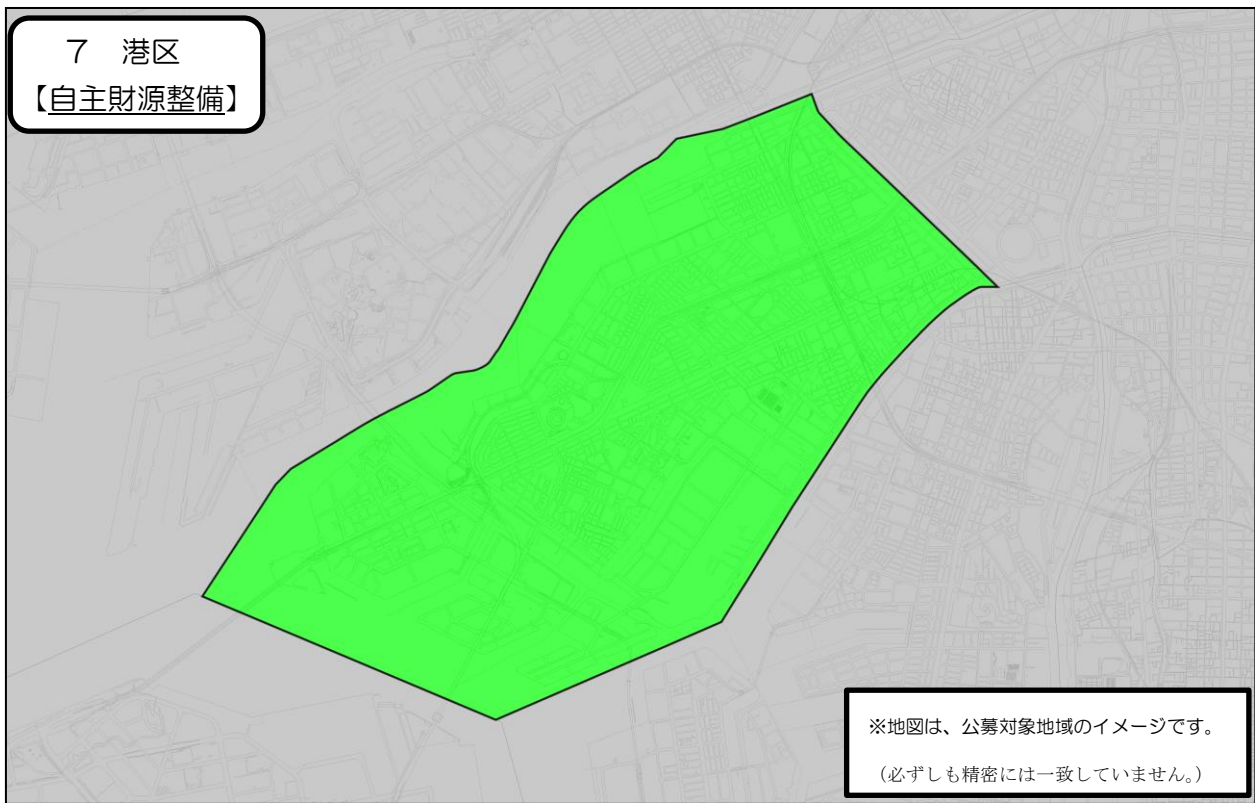 ７　港区
【自主財源整備】
※地図は、公募対象地域のイメージです。
（必ずしも精密には一致していません。）